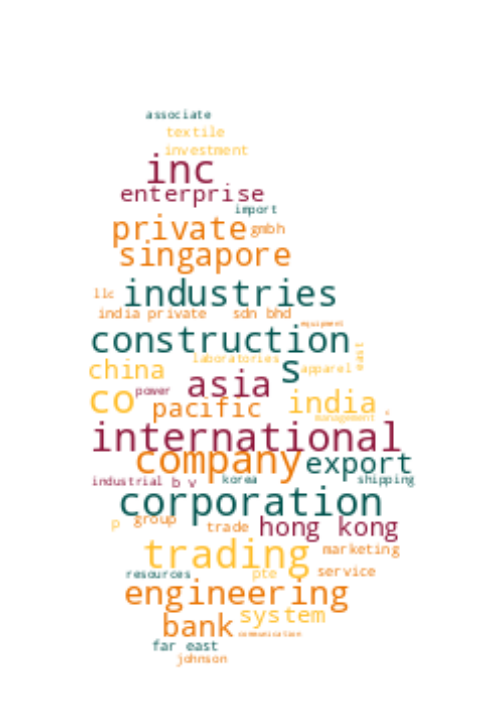 associate
textile
investment
inc
enterprise
import
private gmbh
singapore
llc industries
india private sdn bhd
equipment
construction
laboratories east
china s apparel
power asia
co pacific india
management
international
company export
industrial b v korea shipping
corporation
p group trade hong kong
trading marketing
resources pte service
engineering
bank system
communication
far east
johnson